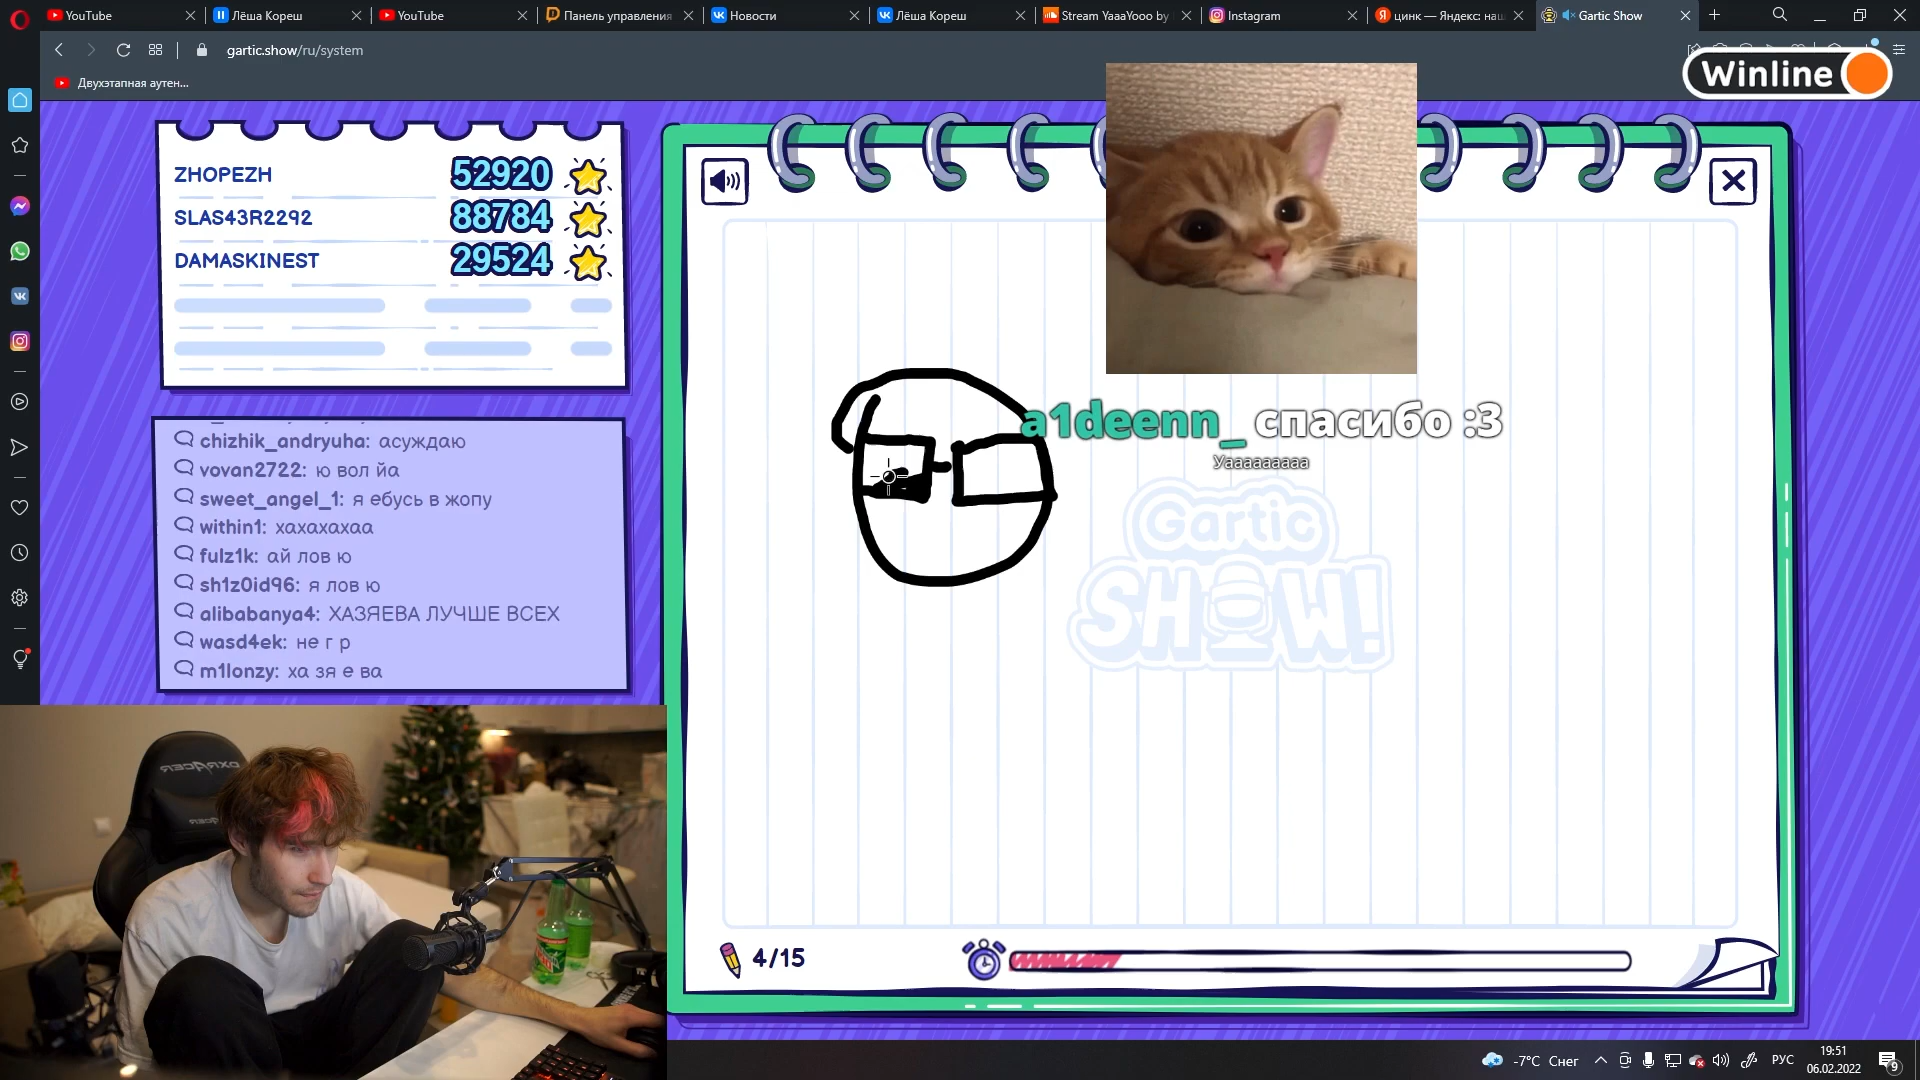 YouTube
Лёша Кореш
YouTube
Панель управления
Новости
Лёша Кореш
Stream YaaaYooo by
Instagram
цинк — Яндекс: наш
Gartic Show
gartic.show/ru/system
Двухэтапная аутен...
Winline
ZHOPEZH 52920
SLAS43R2292 88784
DAMASKINEST 29524
chizhik_andryuha: асуждаю
vovan2722: ю вол йа
sweet_angel_1: я ебусь в жопу
within1: хахахахаа
fulz1k: ай лов ю
sh1z0id96: я лов ю
alibabanya4: ХАЗЯЕВА ЛУЧШЕ ВСЕХ
wasd4ek: не г р
m1lonzy: ха зя е ва
a1deenn_ спасибо :3
Уааааааааа
Gartic
SHOW!
4/15
DXRACER
-7°C Снег
РУС
19:51
06.02.2022
9